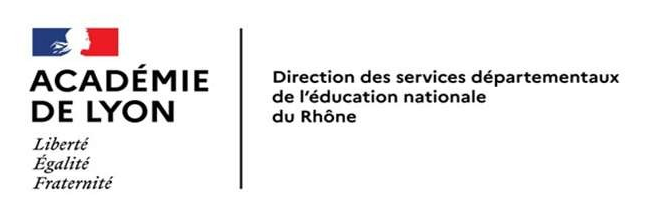 ACADÉMIE
DE LYON
Liberté
Égalité
Fraternité
Direction des services départementaux
de l'éducation nationale
du Rhône